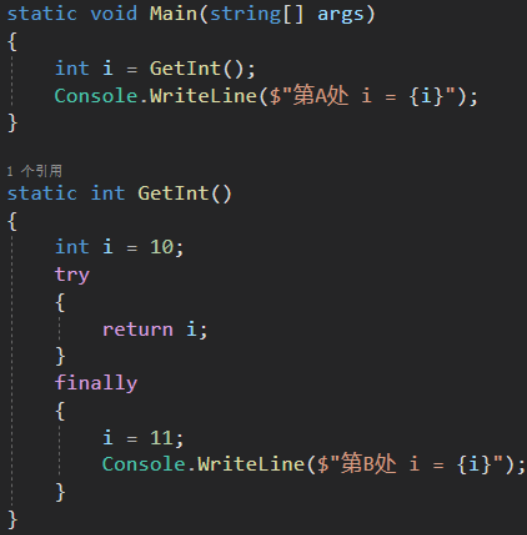 static void Main(string[] args)
{
int i = GetInt();
Console.WriteLine($"第A处 i = {i}");
}
1 个引用
static int GetInt()
{
int i = 10;
try
{
return i;
}
finally
{
i = 11;
Console.WriteLine($"第B处 i = {i}");
}
}